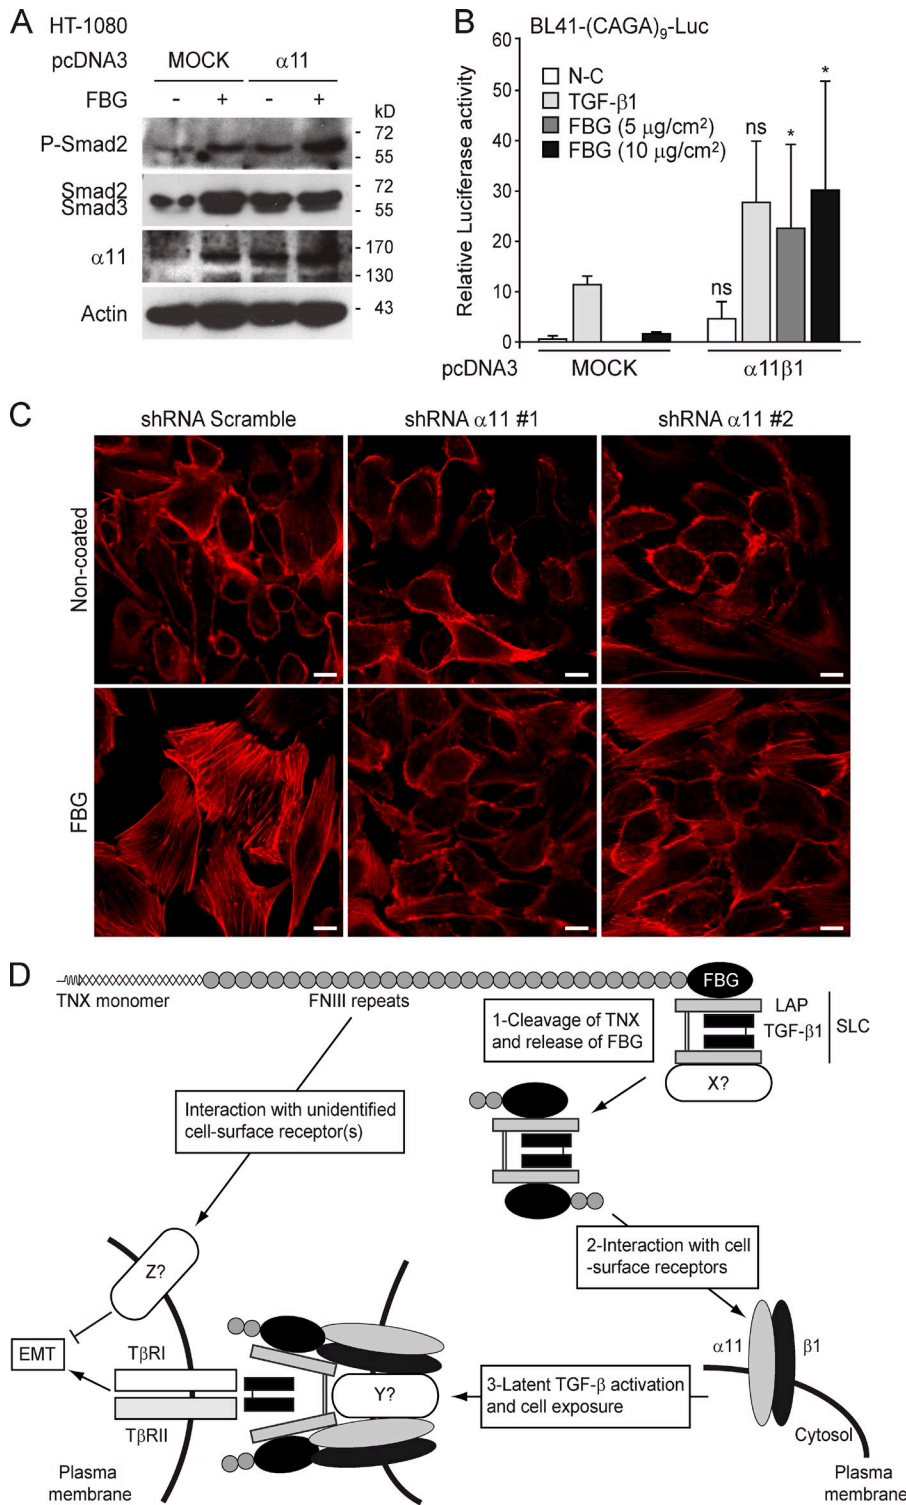 A
HT-1080
pcDNA3 MOCK α11
FBG - + - + kD
P-Smad2
- 72
- 55
Smad2
Smad3
- 72
- 55
α11
- 170
- 130
Actin
- 43
B
BL41-(CAGA)9-Luc
Relative Luciferase activity
60
50
40
30
20
10
0
N-C
TGF-β1
FBG (5 μg/cm²)
FBG (10 μg/cm²)
ns
ns
*
*
pcDNA3 MOCK α11β1
C
shRNA Scramble shRNA α11 #1 shRNA α11 #2
Non-coated
FBG
D
TNX monomer
FNIII repeats
FBG
LAP
TGF-β1
SLC
X?
1-Cleavage of TNX
and release of FBG
Interaction with unidentified
cell-surface receptor(s)
2-Interaction with cell
-surface receptors
Z?
EMT
TβRI
TβRII
Y?
3-Latent TGF-β activation
and cell exposure
α11
β1
Cytosol
Plasma
membrane
Plasma
membrane